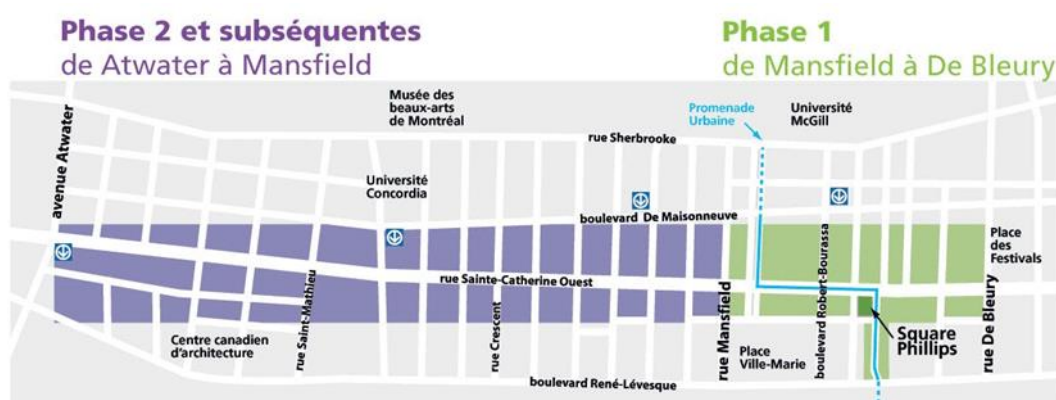 Phase 2 et subséquentes
de Atwater à Mansfield
Phase 1
de Mansfield à De Bleury
Musée des
beaux-arts
de Montréal
Promenade
Urbaine
Université
McGill
rue Sherbrooke
avenue Atwater
Université
Concordia
boulevard De Maisonneuve
Place
des
Festivals
rue Sainte-Catherine Ouest
rue Saint-Mathieu
rue Crescent
rue Mansfield
boulevard Robert-Bourassa
rue De Bleury
Centre canadien
d'architecture
Place
Ville-Marie
Square
Phillips
boulevard René-Lévesque